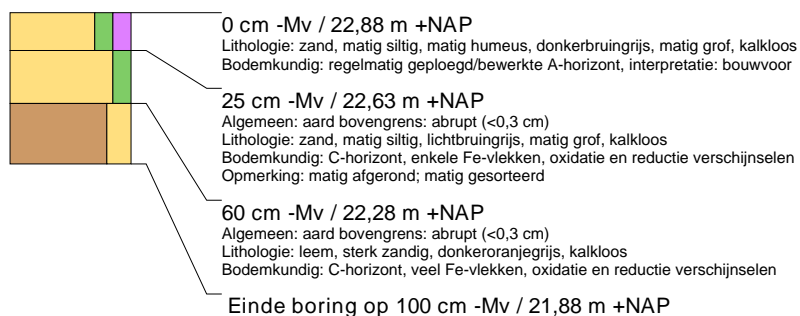 0 cm -Mv / 22,88 m +NAP
Lithologie: zand, matig siltig, matig humeus, donkerbruingrijs, matig grof, kalkloos
Bodemkundig: regelmatig geploegd/bewerkte A-horizont, interpretatie: bouwvoor
25 cm -Mv / 22,63 m +NAP
Algemeen: aard bovengrens: abrupt (<0,3 cm)
Lithologie: zand, matig siltig, lichtbruingrijs, matig grof, kalkloos
Bodemkundig: C-horizont, enkele Fe-vlekken, oxidatie en reductie verschijnselen
Opmerking: matig afgerond; matig gesorteerd
60 cm -Mv / 22,28 m +NAP
Algemeen: aard bovengrens: abrupt (<0,3 cm)
Lithologie: leem, sterk zandig, donkeroranjegrijs, kalkloos
Bodemkundig: C-horizont, veel Fe-vlekken, oxidatie en reductie verschijnselen
Einde boring op 100 cm -Mv / 21,88 m +NAP